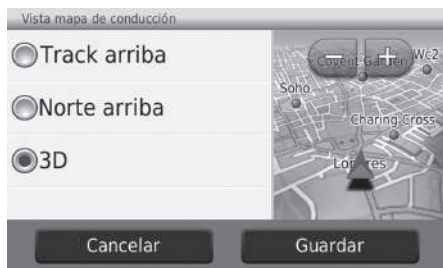 Vista mapa de conducción
Track arriba
Norte arriba
3D
Covent Garden
Wc2
Soho
Charing Cross
Londres
Cancelar
Guardar